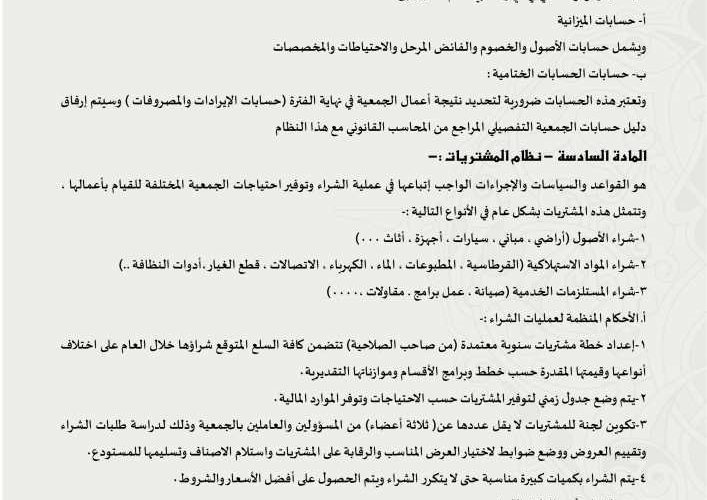 أ- حسابات الميزانية
ويشمل حسابات الأصول والخصوم والفائض المرحل والاحتياطات والمخصصات
ب- حسابات الحسابات الختامية :
وتعتبر هذه الحسابات ضرورية لتحديد نتيجة أعمال الجمعية في نهاية الفترة (حسابات الإيرادات والمصروفات ) وسيتم إرفاق
دليل حسابات الجمعية التفصيلي المراجع من المحاسب القانوني مع هذا النظام
المادة السادسة – نظام المشتريات :–
هو القواعد والسياسات والإجراءات الواجب إتباعها في عملية الشراء وتوفير احتياجات الجمعية المختلفة للقيام بأعمالها .
وتتمثل هذه المشتريات بشكل عام في الأنواع التالية :-
١-شراء الأصول (أراضي ، مباني ، سيارات ، أجهزة ، أثاث ٠٠٠)
٢-شراء المواد الاستهلاكية (القرطاسية ، المطبوعات ، الماء ، الكهرباء ، الاتصالات ، قطع الغيار ،أدوات النظافة ..)
٣-شراء المستلزمات الخدمية (صيانة ، عمل برامج ، مقاولات ،٠٠٠٠)
أ.الأحكام المنظمة لعمليات الشراء :-
١-إعداد خطة مشتريات سنوية معتمدة (من صاحب الصلاحية) تتضمن كافة السلع المتوقع شراؤها خلال العام على اختلاف
أنواعها وقيمتها المقدرة حسب خطط وبرامج الأقسام وموازناتها التقديرية٠
٢-يتم وضع جدول زمني لتوفير المشتريات حسب الاحتياجات وتوفر الموارد المالية٠
٣-تكوين لجنة للمشتريات لا يقل عددها عن( ثلاثة أعضاء) من المسؤولين والعاملين بالجمعية وذلك لدراسة طلبات الشراء
وتقييم العروض ووضع ضوابط لاختيار العرض المناسب والرقابة على المشتريات واستلام الاصناف وتسليمها للمستودع٠
٤-يتم الشراء بكميات كبيرة مناسبة حتى لا يتكرر الشراء ويتم الحصول على أفضل الأسعار والشروط٠